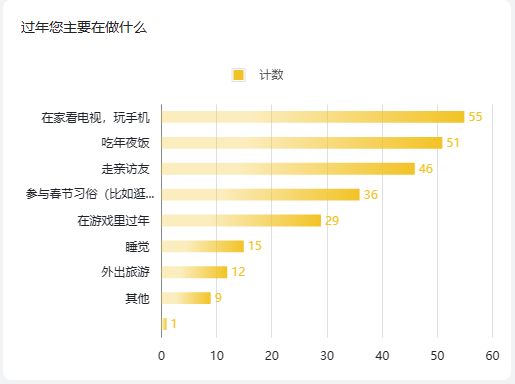 过年您主要在做什么
计数
在家看电视，玩手机
55
吃年夜饭
51
走亲访友
46
参与春节习俗（比如逛...
36
在游戏里过年
29
睡觉
15
外出旅游
12
其他
9
1
0 10 20 30 40 50 60